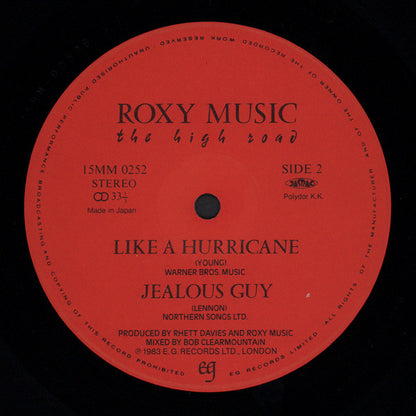 ROXY MUSIC
the high road
15MM 0252
STEREO
33⅓
Made in Japan
SIDE 2
JASRAC
Polydor K.K.
LIKE A HURRICANE
(YOUNG)
WARNER BROS. MUSIC
JEALOUS GUY
(LENNON)
NORTHERN SONGS LTD.
PRODUCED BY RHETT DAVIES AND ROXY MUSIC
MIXED BY BOB CLEARMOUNTAIN
℗ 1983 E.G. RECORDS LTD., LONDON
eg
EG RECORDS LIMITED. ALL RIGHTS OF THE MANUFACTURER AND OF THE OWNER OF THE RECORDED WORK RESERVED. UNAUTHORISED PUBLIC PERFORMANCE BROADCASTING AND COPYING OF THIS RECORD PROHIBITED